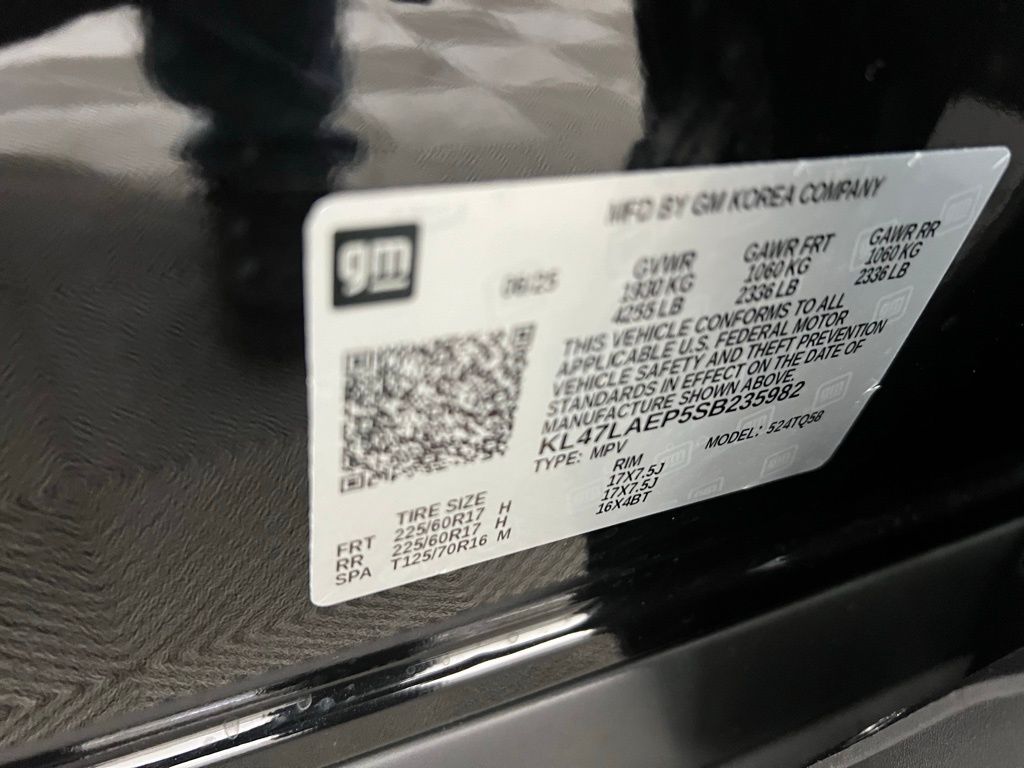 MFD BY GM KOREA COMPANY
gm
06/25
GVWR GAWR FRT GAWR RR
1930 KG 1060 KG 1060 KG
4255 LB 2336 LB 2336 LB
THIS VEHICLE CONFORMS TO ALL
APPLICABLE U.S. FEDERAL MOTOR
VEHICLE SAFETY AND THEFT PREVENTION
STANDARDS IN EFFECT ON THE DATE OF
MANUFACTURE SHOWN ABOVE.
KL47LAEP5SB235982
TYPE: MPV MODEL: 524TQ58
TIRE SIZE RIM
FRT 225/60R17 H 17X7.5J
RR 225/60R17 H 17X7.5J
SPA T125/70R16 M 16X4BT